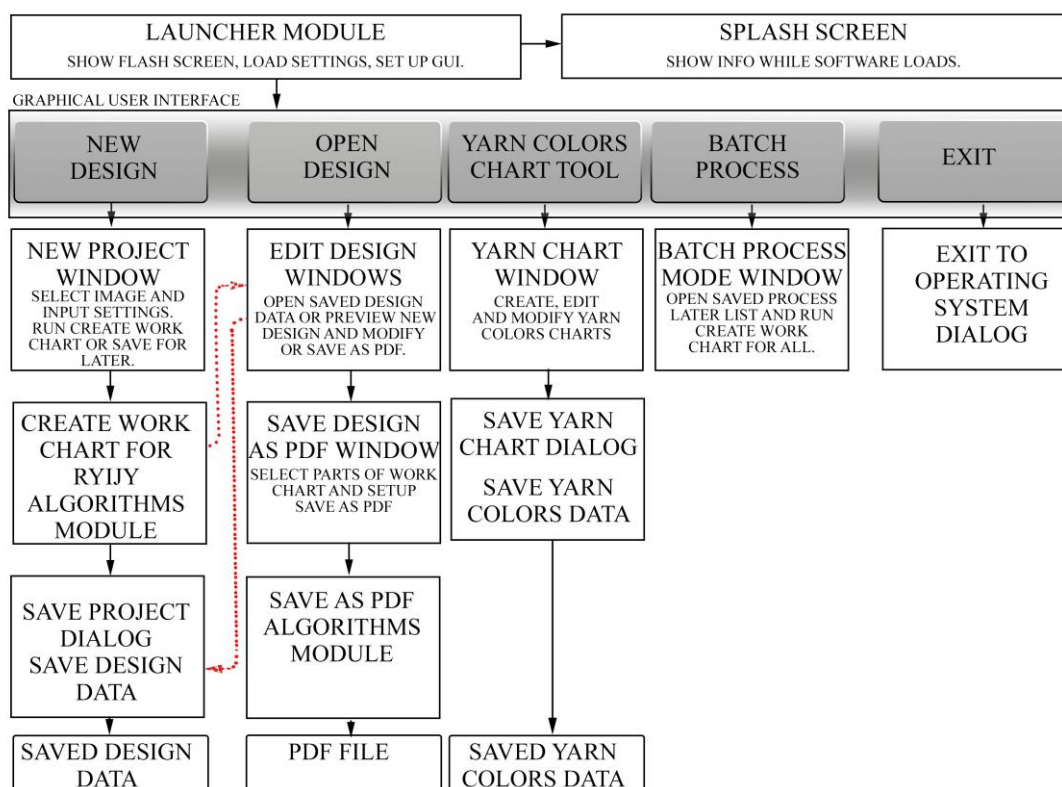 LAUNCHER MODULE
SHOW FLASH SCREEN, LOAD SETTINGS, SET UP GUI.
SPLASH SCREEN
SHOW INFO WHILE SOFTWARE LOADS.
GRAPHICAL USER INTERFACE
NEW
DESIGN
OPEN
DESIGN
YARN COLORS
CHART TOOL
BATCH
PROCESS
EXIT
NEW PROJECT
WINDOW
SELECT IMAGE AND
INPUT SETTINGS.
RUN CREATE WORK
CHART OR SAVE FOR
LATER.
EDIT DESIGN
WINDOWS
OPEN SAVED DESIGN
DATA OR PREVIEW NEW
DESIGN AND MODIFY
OR SAVE AS PDF.
YARN CHART
WINDOW
CREATE, EDIT
AND MODIFY YARN
COLORS CHARTS
BATCH PROCESS
MODE WINDOW
OPEN SAVED PROCESS
LATER LIST AND RUN
CREATE WORK
CHART FOR ALL.
EXIT TO
OPERATING
SYSTEM
DIALOG
CREATE WORK
CHART FOR
RYIJY
ALGORITHMS
MODULE
SAVE DESIGN
AS PDF WINDOW
SELECT PARTS OF WORK
CHART AND SETUP
SAVE AS PDF
SAVE YARN
CHART DIALOG
SAVE YARN
COLORS DATA
SAVE PROJECT
DIALOG
SAVE DESIGN
DATA
SAVE AS PDF
ALGORITHMS
MODULE
SAVED DESIGN
DATA
PDF FILE
SAVED YARN
COLORS DATA